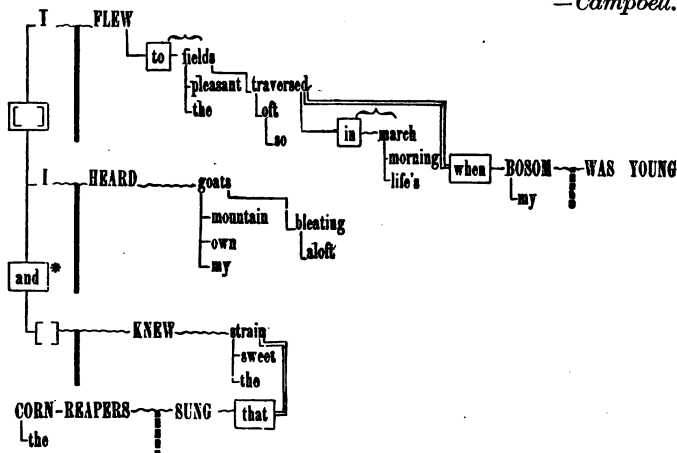 —Campbell.
I FLEW
to fields
pleasant traversed
the oft
so in march
morning when BOSOM WAS YOUNG
life's my
I HEARD goats
mountain bleating
own aloft
my
and *
KNEW strain
sweet
the
CORN-REAPERS SUNG that
the